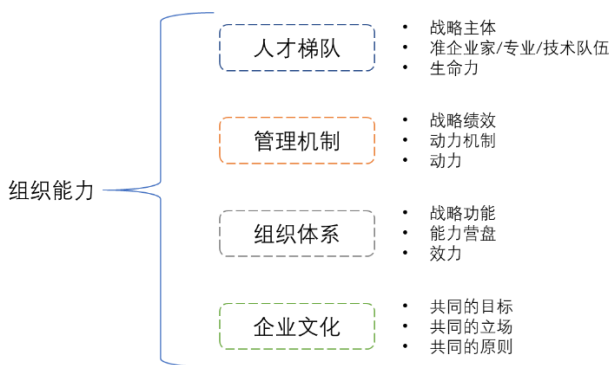 组织能力
人才梯队
• 战略主体
• 准企业家/专业/技术队伍
• 生命力
管理机制
• 战略绩效
• 动力机制
• 动力
组织体系
• 战略功能
• 能力营盘
• 效力
企业文化
• 共同的目标
• 共同的立场
• 共同的原则